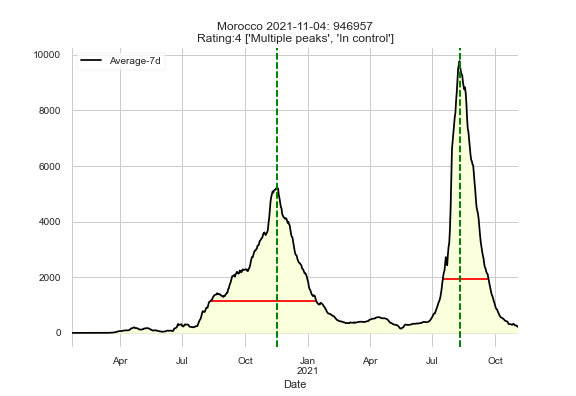 Morocco 2021-11-04: 946957
Rating:4 ['Multiple peaks', 'In control']
Average-7d
10000
8000
6000
4000
2000
0
Apr
Jul
Oct
Jan
2021
Apr
Jul
Oct
Date